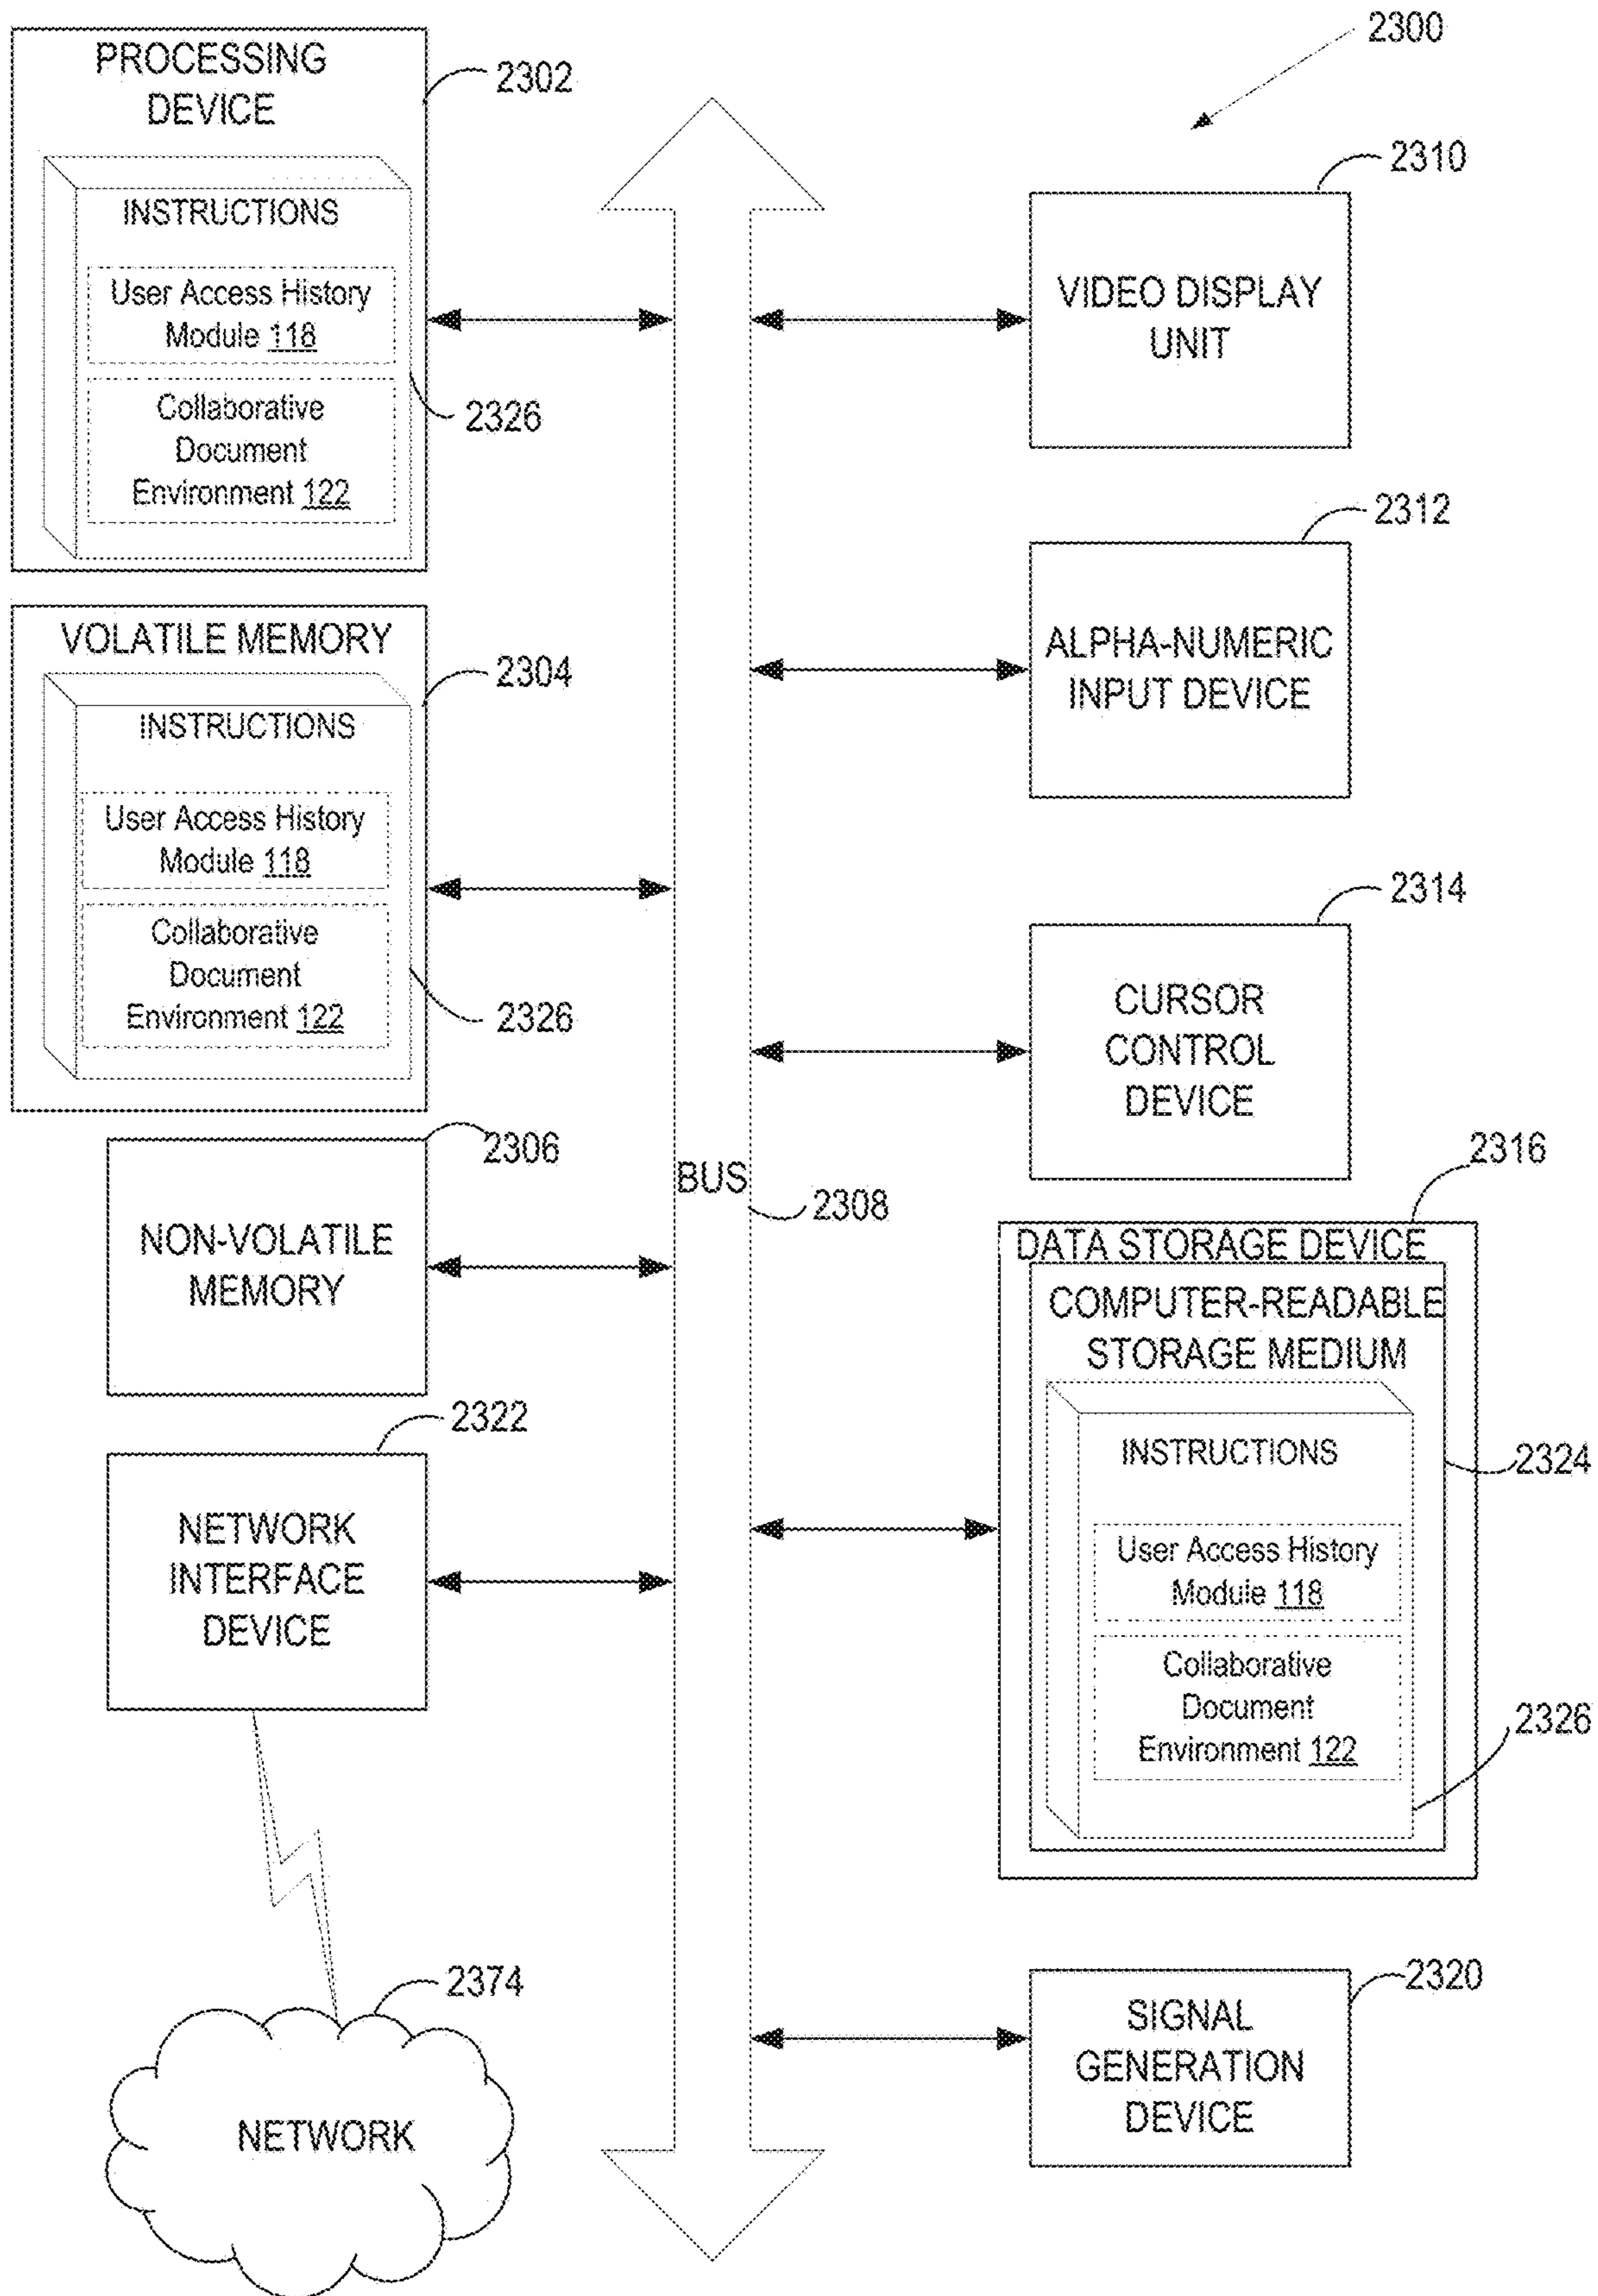 2300
PROCESSING
DEVICE
2302
INSTRUCTIONS
User Access History
Module 118
Collaborative
Document
Environment 122
2326
VOLATILE MEMORY
2304
INSTRUCTIONS
User Access History
Module 118
Collaborative
Document
Environment 122
2326
2306
NON-VOLATILE
MEMORY
2322
NETWORK
INTERFACE
DEVICE
2374
NETWORK
BUS
2308
2310
VIDEO DISPLAY
UNIT
2312
ALPHA-NUMERIC
INPUT DEVICE
2314
CURSOR
CONTROL
DEVICE
2316
DATA STORAGE DEVICE
COMPUTER-READABLE
STORAGE MEDIUM
INSTRUCTIONS
2324
User Access History
Module 118
Collaborative
Document
Environment 122
2326
2320
SIGNAL
GENERATION
DEVICE